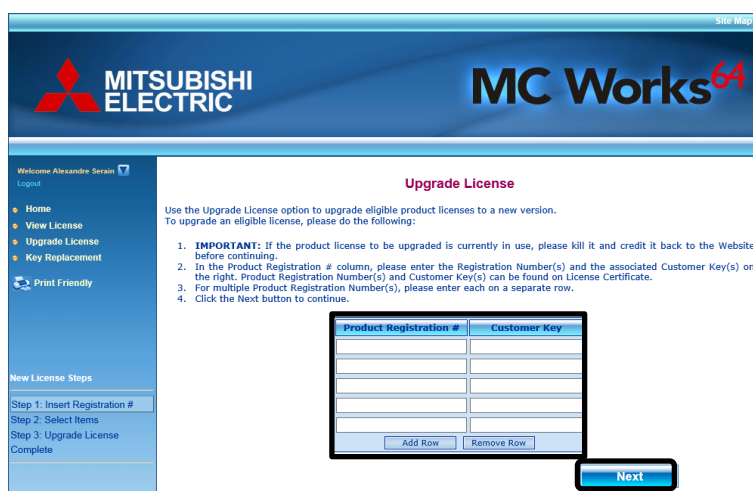 Site Map
MITSUBISHI
ELECTRIC
MC Works64
Welcome Alexandre Serain
Logout
Home
View License
Upgrade License
Key Replacement
Print Friendly
New License Steps
Step 1: Insert Registration #
Step 2: Select Items
Step 3: Upgrade License
Complete
Upgrade License
Use the Upgrade License option to upgrade eligible product licenses to a new version.
To upgrade an eligible license, please do the following:
1. IMPORTANT: If the product license to be upgraded is currently in use, please kill it and credit it back to the Website
before continuing.
2. In the Product Registration # column, please enter the Registration Number(s) and the associated Customer Key(s) on
the right. Product Registration Number(s) and Customer Key(s) can be found on License Certificate.
3. For multiple Product Registration Number(s), please enter each on a separate row.
4. Click the Next button to continue.
Product Registration # Customer Key
Add Row Remove Row
Next